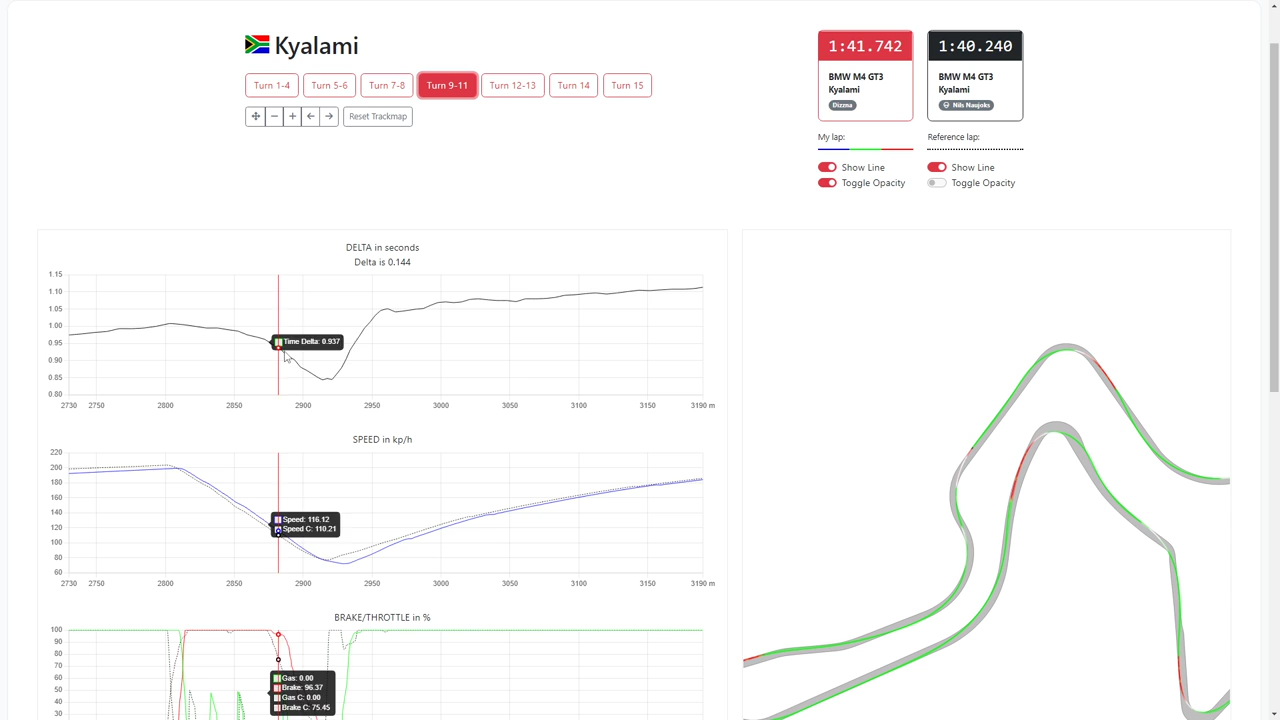 Kyalami
Turn 1-4
Turn 5-6
Turn 7-8
Turn 9-11
Turn 12-13
Turn 14
Turn 15
Reset Trackmap
1:41.742
BMW M4 GT3
Kyalami
Dizzna
My lap:
Show Line
Toggle Opacity
1:40.240
BMW M4 GT3
Kyalami
Nils Naujoks
Reference lap:
Show Line
Toggle Opacity
DELTA in seconds
Delta is 0.144
1.15
1.10
1.05
1.00
0.95
0.90
0.85
0.80
Time Delta: 0.937
2730 2750 2800 2850 2900 2950 3000 3050 3100 3150 3190 m
SPEED in kp/h
220
200
180
160
140
120
100
80
60
Speed: 116.12
Speed C: 110.21
2730 2750 2800 2850 2900 2950 3000 3050 3100 3150 3190 m
BRAKE/THROTTLE in %
100
90
80
70
60
50
40
30
Gas: 0.00
Brake: 96.37
Gas C: 0.00
Brake C: 75.45